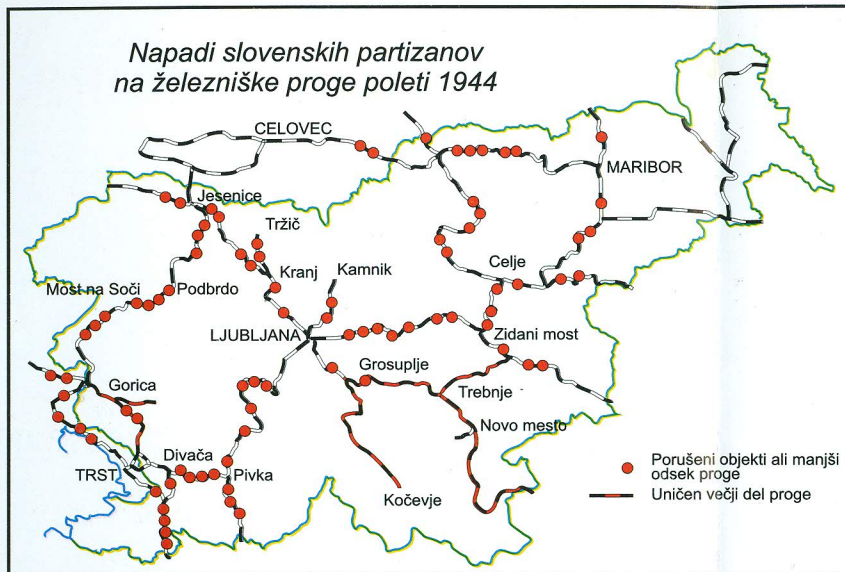 Napadi slovenskih partizanov
na železniške proge poleti 1944
CELOVEC
MARIBOR
Jesenice
Tržič
Kranj
Kamnik
Celje
Most na Soči
Podbrdo
LJUBLJANA
Zidani most
Grosuplje
Gorica
Trebnje
Novo mesto
Divača
TRST
Pivka
Kočevje
Porušeni objekti ali manjši
odsek proge
Uničen večji del proge